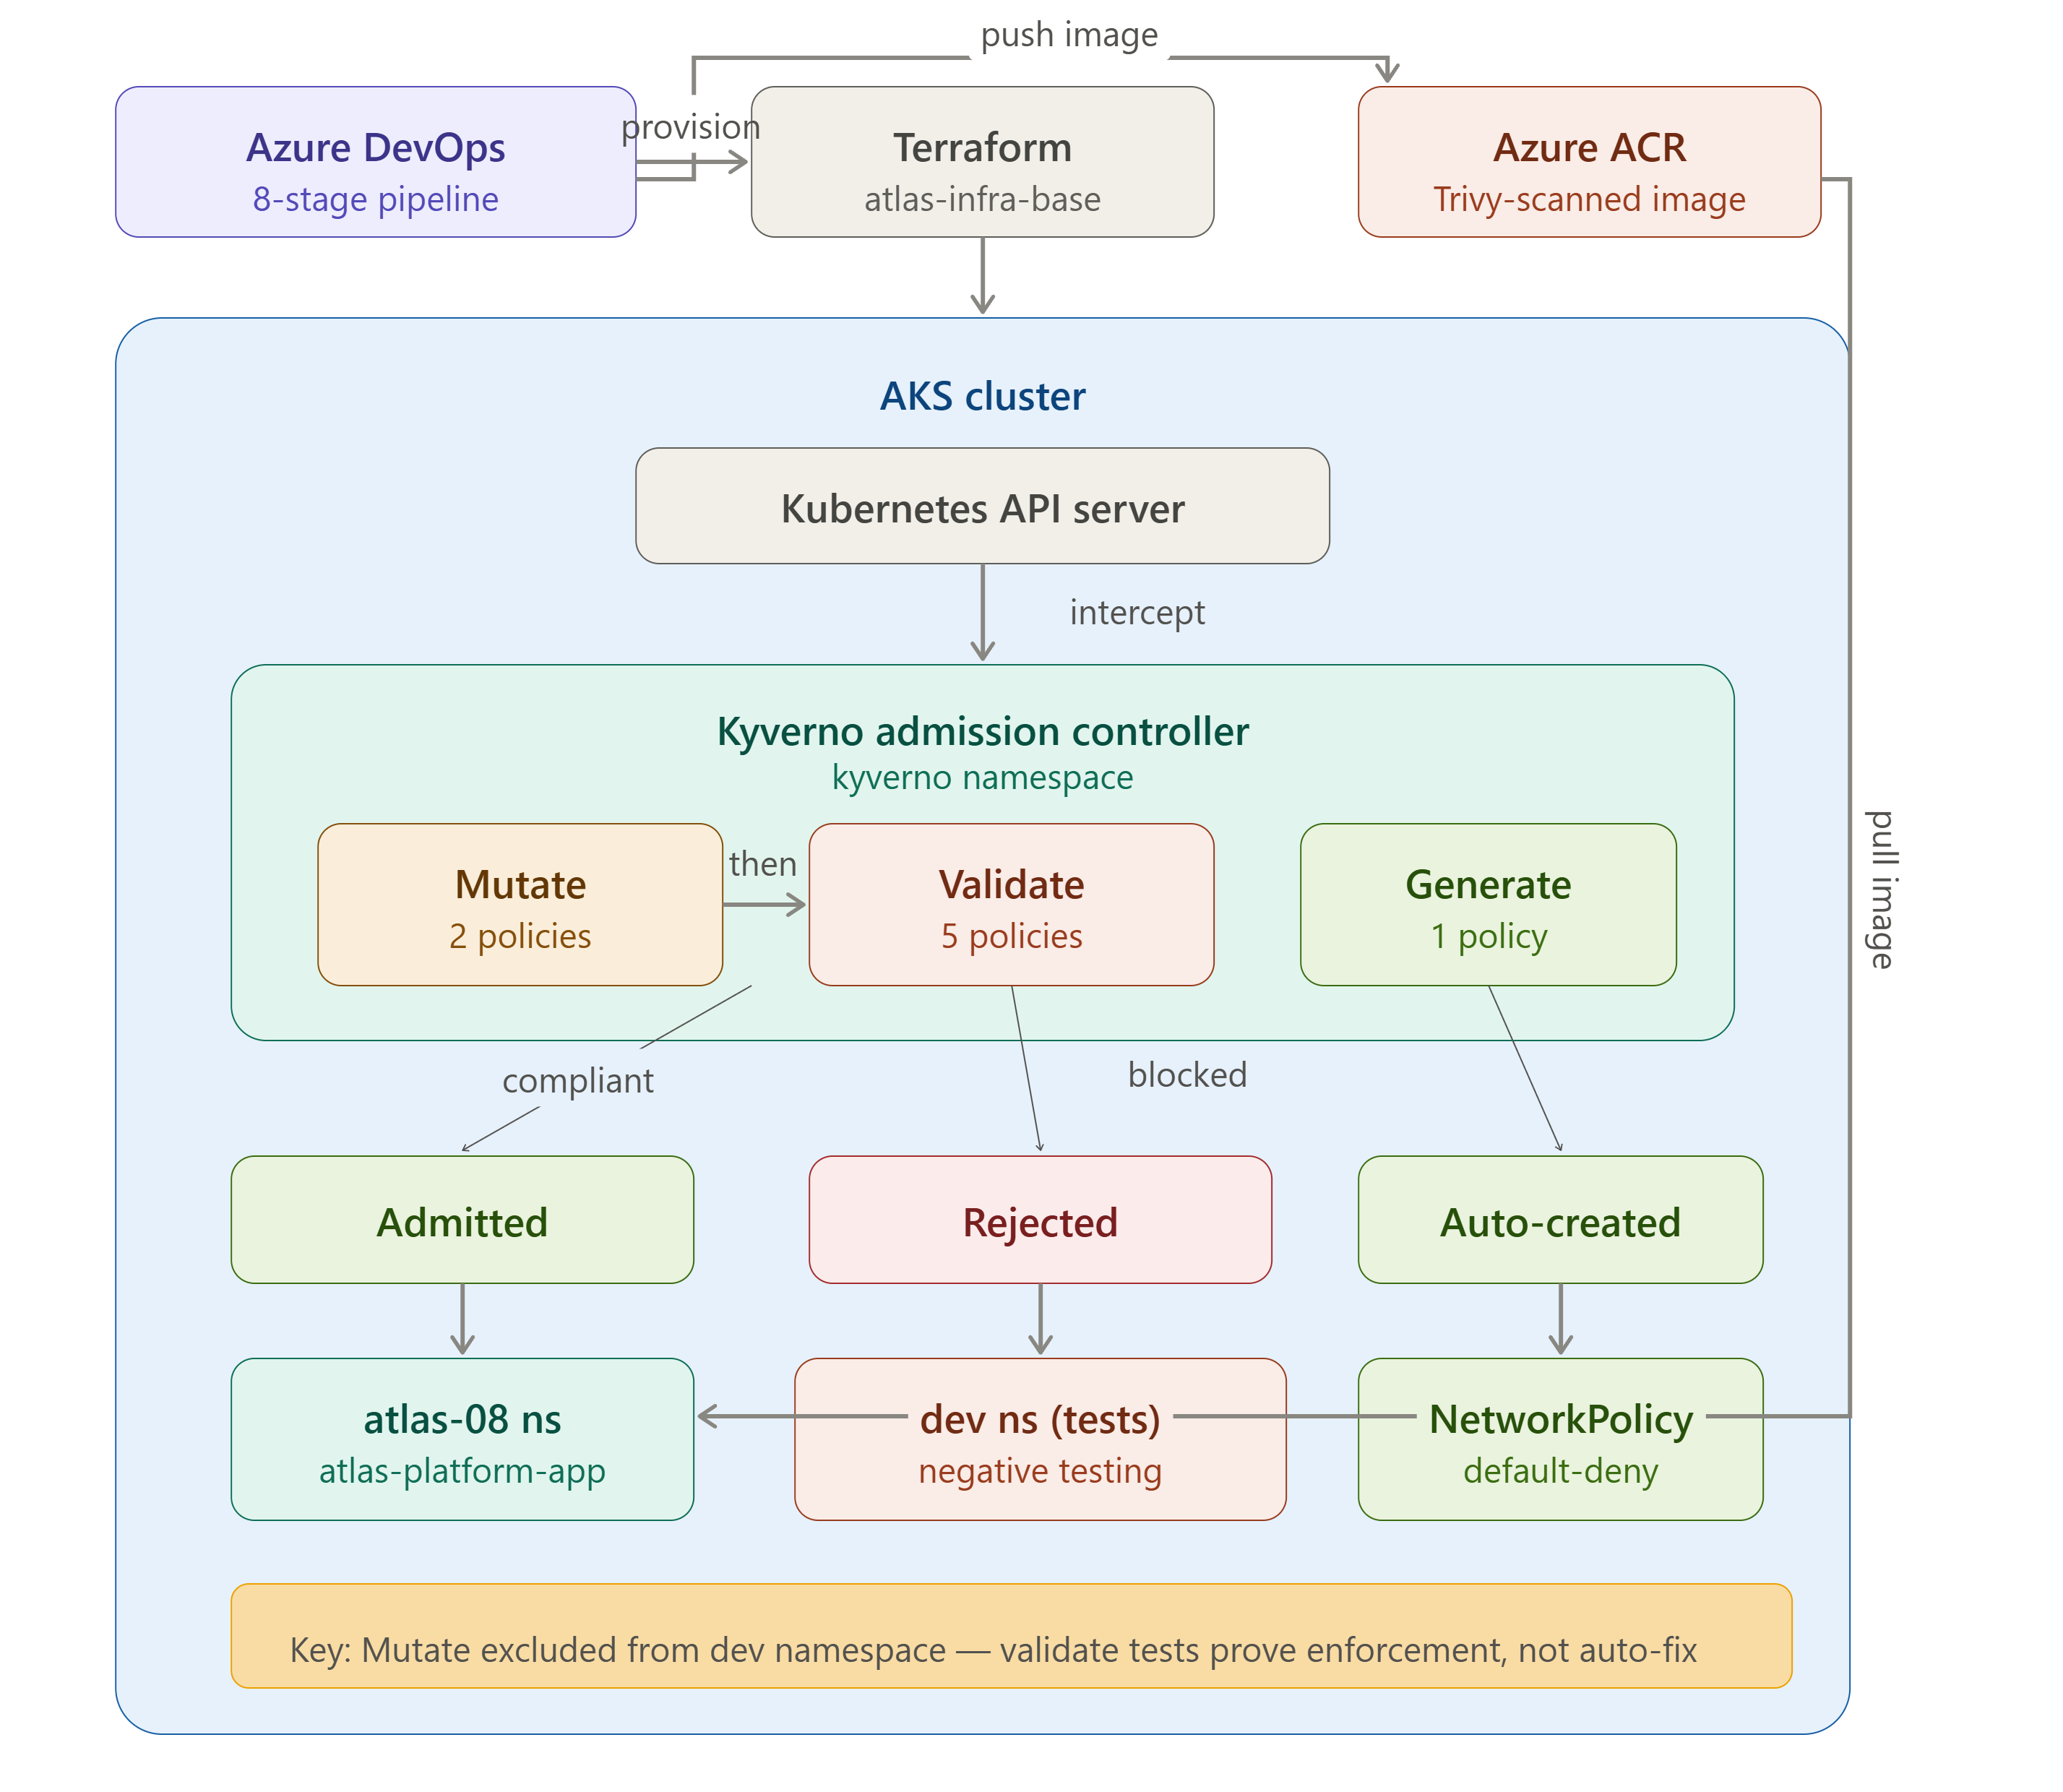 push image
Azure DevOps
8-stage pipeline
provision
Terraform
atlas-infra-base
Azure ACR
Trivy-scanned image
AKS cluster
Kubernetes API server
intercept
Kyverno admission controller
kyverno namespace
Mutate
2 policies
then
Validate
5 policies
Generate
1 policy
pull image
compliant
blocked
Admitted
Rejected
Auto-created
atlas-08 ns
atlas-platform-app
dev ns (tests)
negative testing
NetworkPolicy
default-deny
Key: Mutate excluded from dev namespace — validate tests prove enforcement, not auto-fix